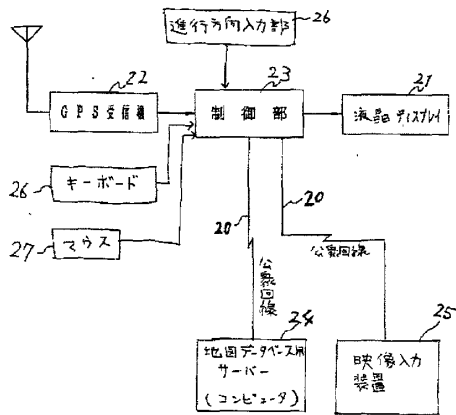 進行方向入力部
26
22
23
21
GPS受信機
制御部
液晶ディスプレイ
26
キーボード
27
マウス
20
20
公衆回線
公衆回線
24
25
地図データベース用
サーバー
(コンピュータ)
映像入力
装置